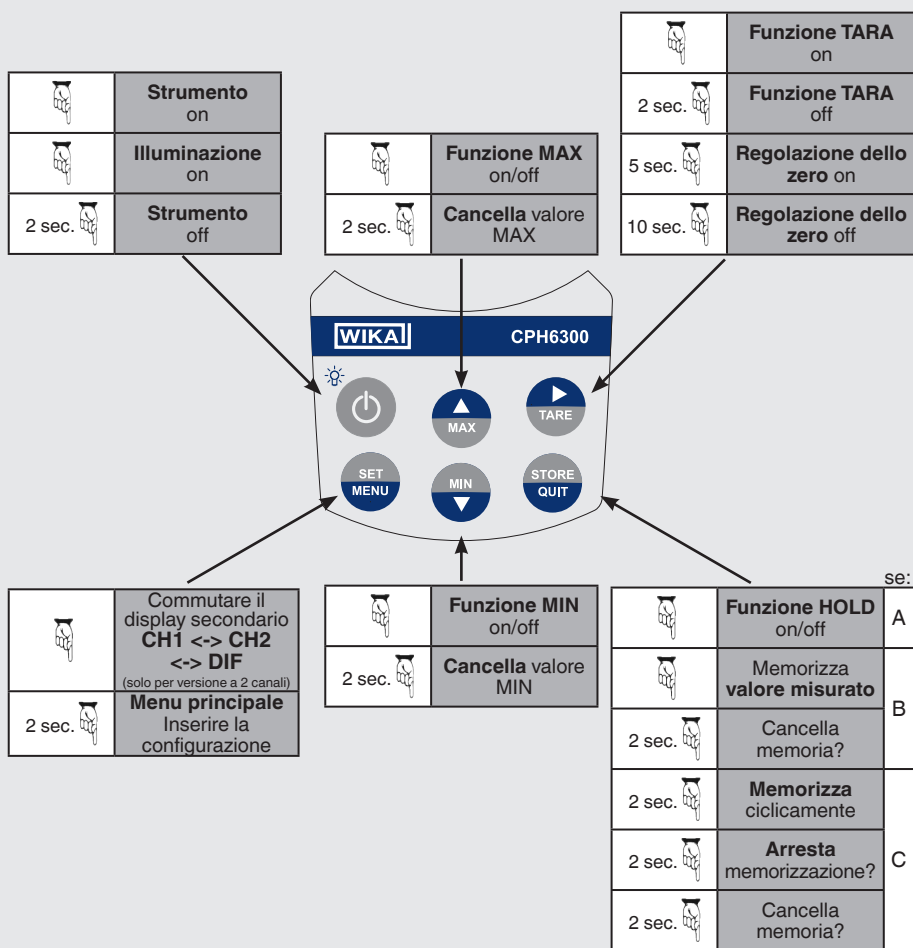 Strumento
on
Illuminazione
on
2 sec.
Strumento
off
Funzione MAX
on/off
2 sec.
Cancella valore
MAX
Funzione TARA
on
2 sec.
Funzione TARA
off
5 sec.
Regolazione dello
zero on
10 sec.
Regolazione dello
zero off
WIKAI
CPH6300
MAX
TARE
SET
MENU
MIN
STORE
QUIT
Commutare il
display secondario
CH1 <-> CH2
<-> DIF
(solo per versione a 2 canali)
2 sec.
Menu principale
Inserire la
configurazione
Funzione MIN
on/off
2 sec.
Cancella valore
MIN
se:
Funzione HOLD
on/off
A
Memorizza
valore misurato
B
2 sec.
Cancella
memoria?
2 sec.
Memorizza
ciclicamente
2 sec.
Arresta
memorizzazione?
C
2 sec.
Cancella
memoria?